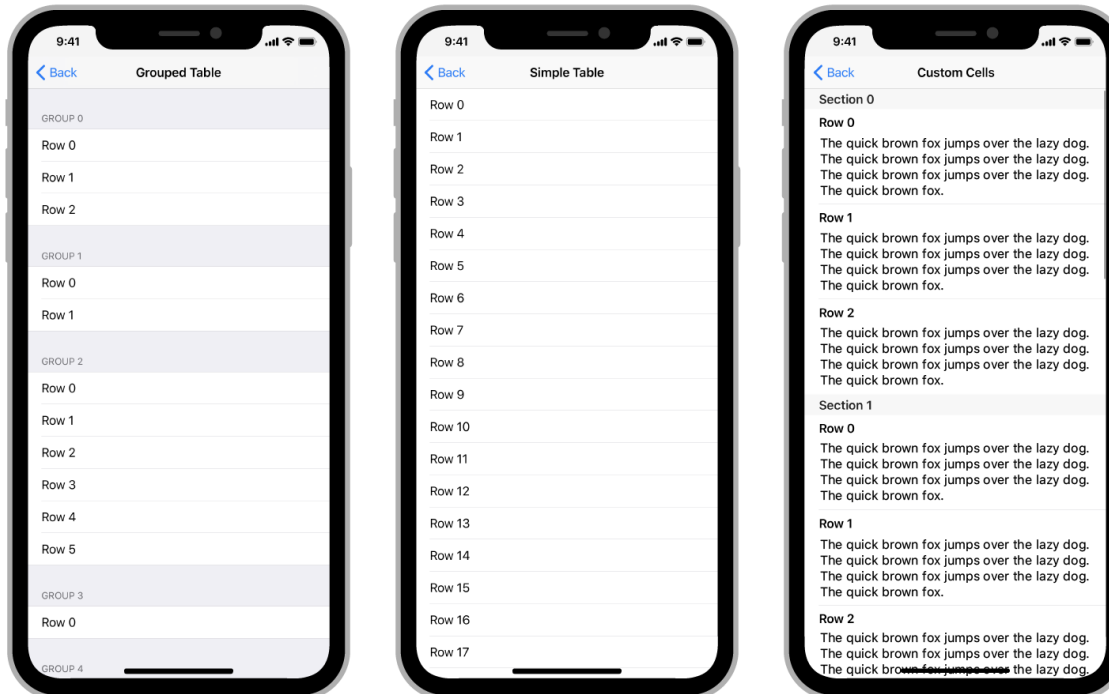 9:41
Back
Grouped Table
GROUP 0
Row 0
Row 1
Row 2
GROUP 1
Row 0
Row 1
GROUP 2
Row 0
Row 1
Row 2
Row 3
Row 4
Row 5
GROUP 3
Row 0
GROUP 4
9:41
Back
Simple Table
Row 0
Row 1
Row 2
Row 3
Row 4
Row 5
Row 6
Row 7
Row 8
Row 9
Row 10
Row 11
Row 12
Row 13
Row 14
Row 15
Row 16
Row 17
9:41
Back
Custom Cells
Section 0
Row 0
The quick brown fox jumps over the lazy dog.
The quick brown fox jumps over the lazy dog.
The quick brown fox jumps over the lazy dog.
The quick brown fox.
Row 1
The quick brown fox jumps over the lazy dog.
The quick brown fox jumps over the lazy dog.
The quick brown fox jumps over the lazy dog.
The quick brown fox.
Row 2
The quick brown fox jumps over the lazy dog.
The quick brown fox jumps over the lazy dog.
The quick brown fox jumps over the lazy dog.
The quick brown fox.
Section 1
Row 0
The quick brown fox jumps over the lazy dog.
The quick brown fox jumps over the lazy dog.
The quick brown fox jumps over the lazy dog.
The quick brown fox.
Row 1
The quick brown fox jumps over the lazy dog.
The quick brown fox jumps over the lazy dog.
The quick brown fox jumps over the lazy dog.
The quick brown fox.
Row 2
The quick brown fox jumps over the lazy dog.
The quick brown fox jumps over the lazy dog.
The quick brown fox jumps over the lazy dog.